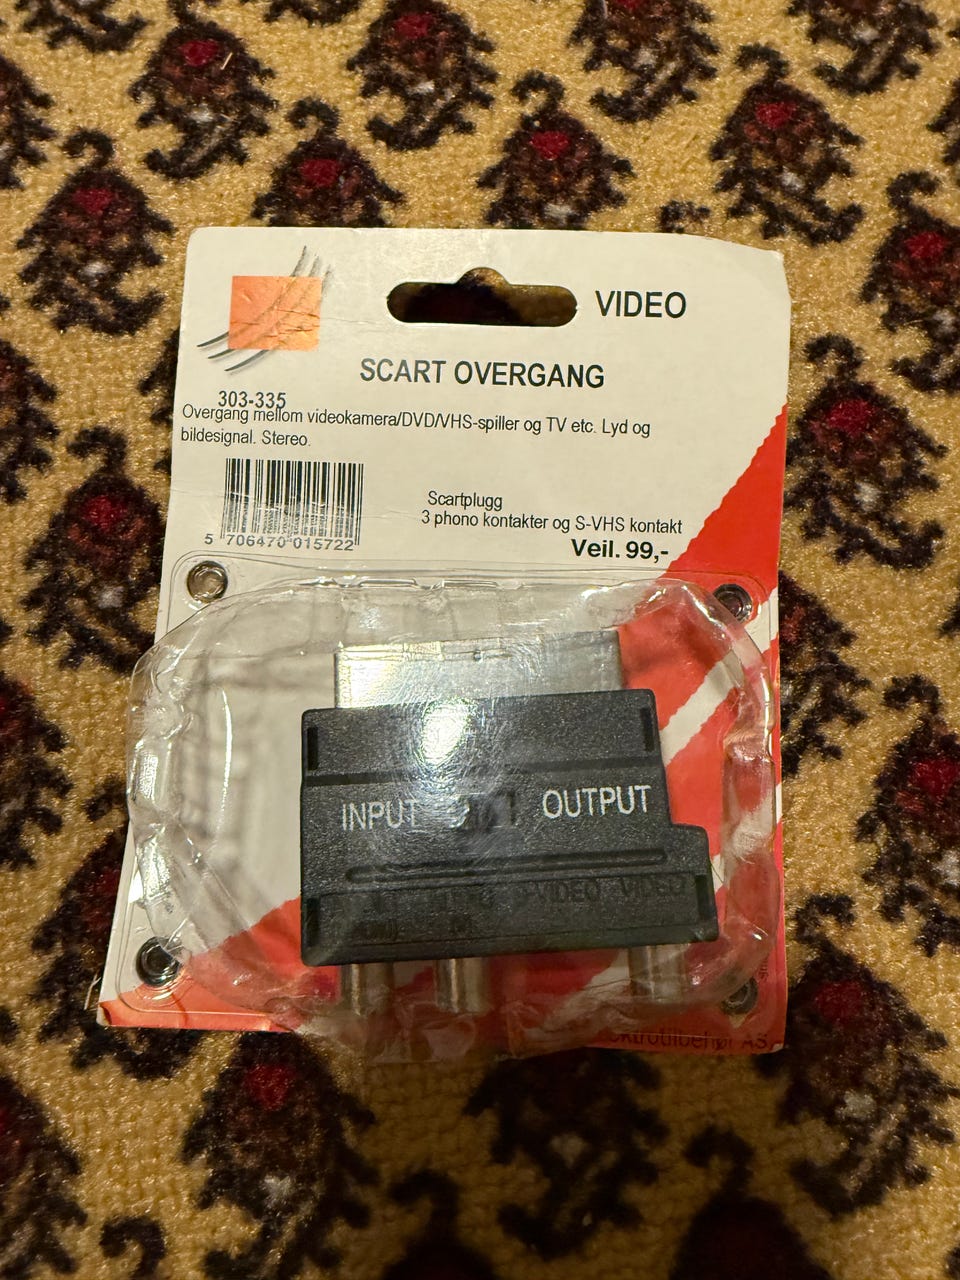 VIDEO
SCART OVERGANG
303-335
Overgang mellom videokamera/DVD/VHS-spiller og TV etc. Lyd og
bildesignal. Stereo.
5 706470 015722
Scartplugg
3 phono kontakter og S-VHS kontakt
Veil. 99,-
INPUT OUTPUT
S-VIDEO VIDEO
AS